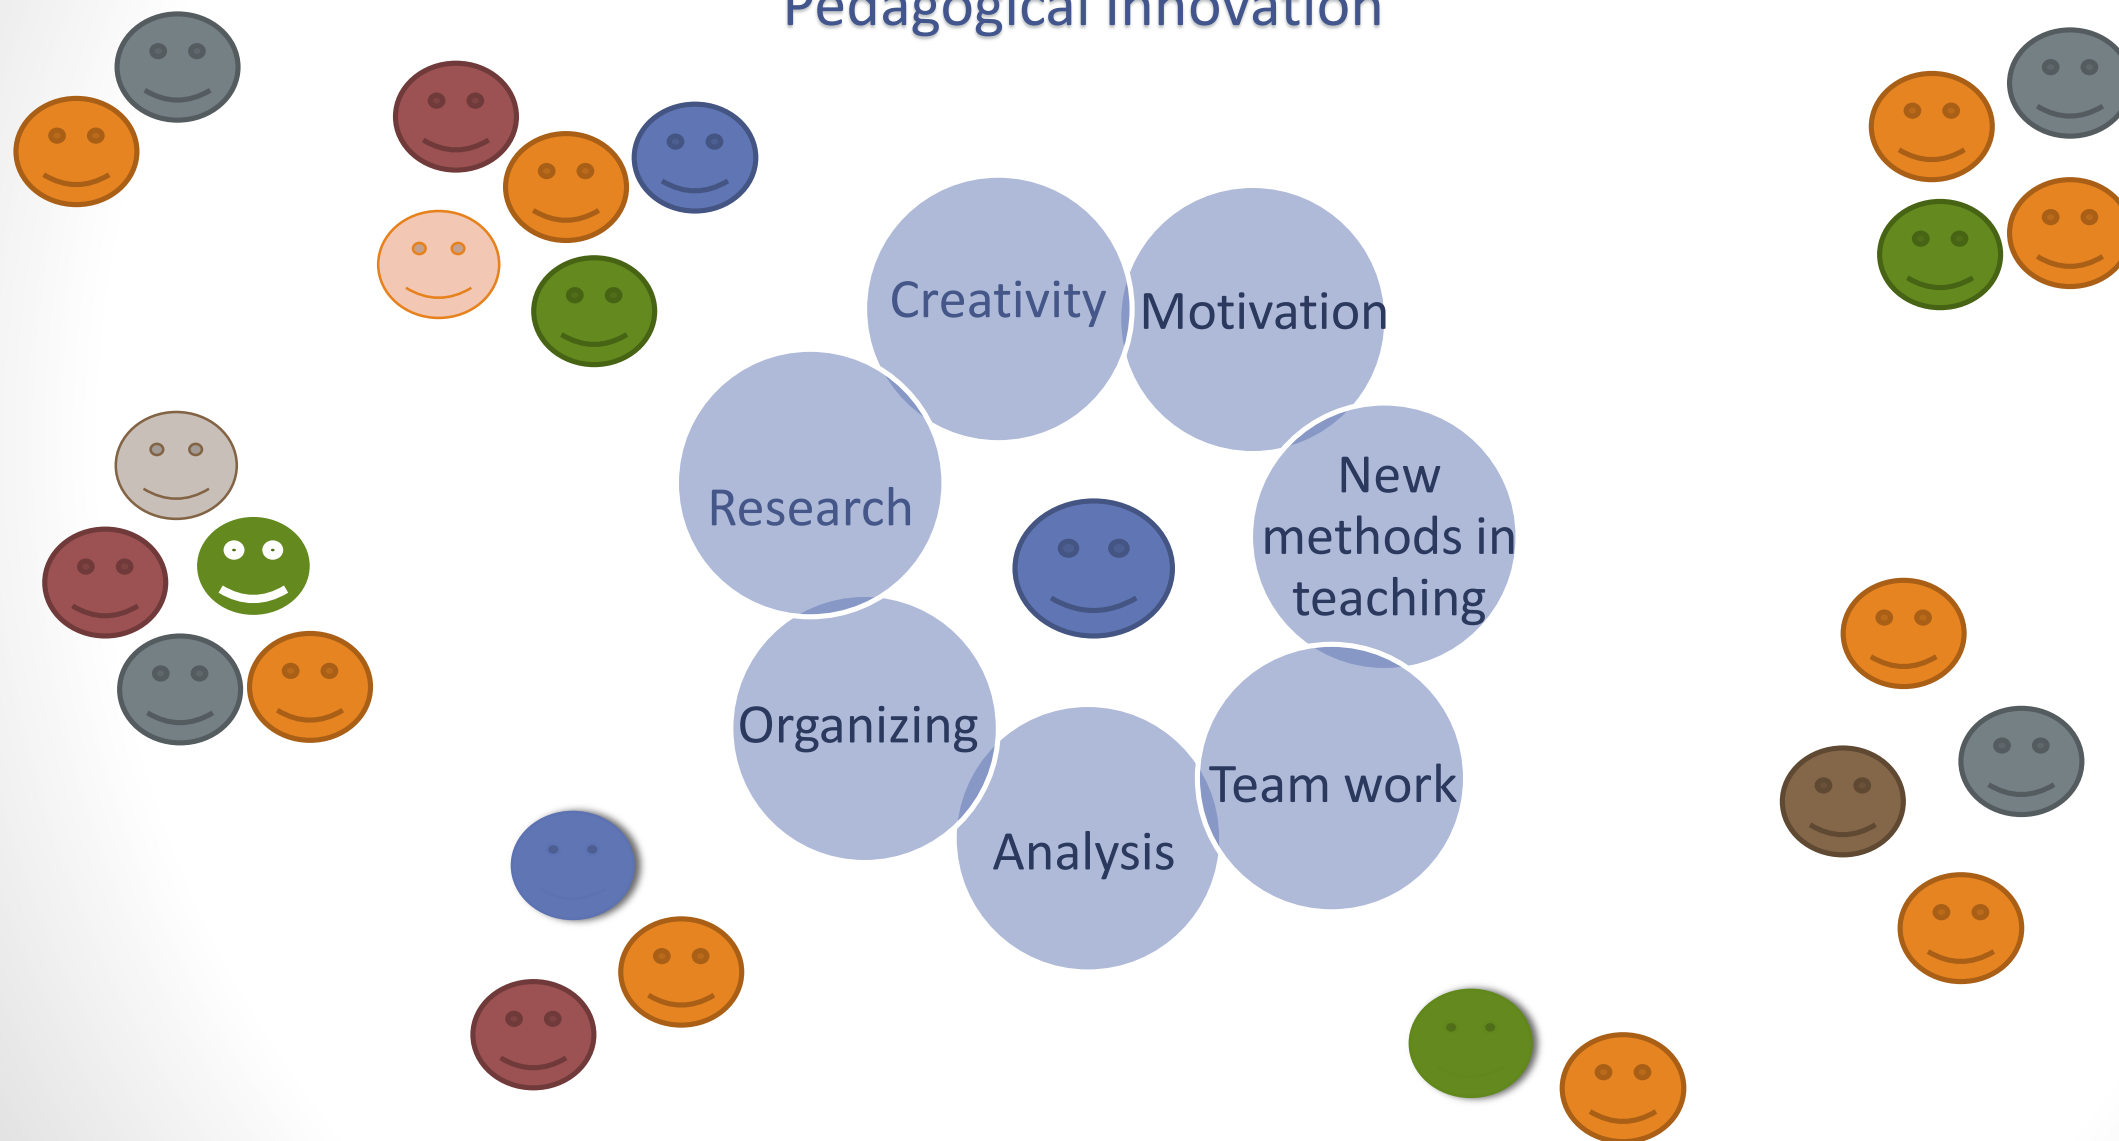 Pedagogical Innovation
Creativity
Motivation
New
methods in
teaching
Team work
Analysis
Organizing
Research